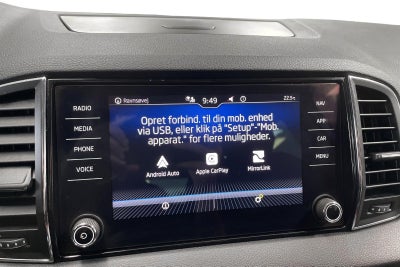 Ravnsøvej
9:49
22.5°c
Opret forbind. til din mob. enhed
via USB, eller klik på "Setup"-"Mob.
apparat." for flere muligheder.
Android Auto
Apple CarPlay
MirrorLink
RADIO
MEDIA
PHONE
VOICE
NAV
APP
CAR
MENU